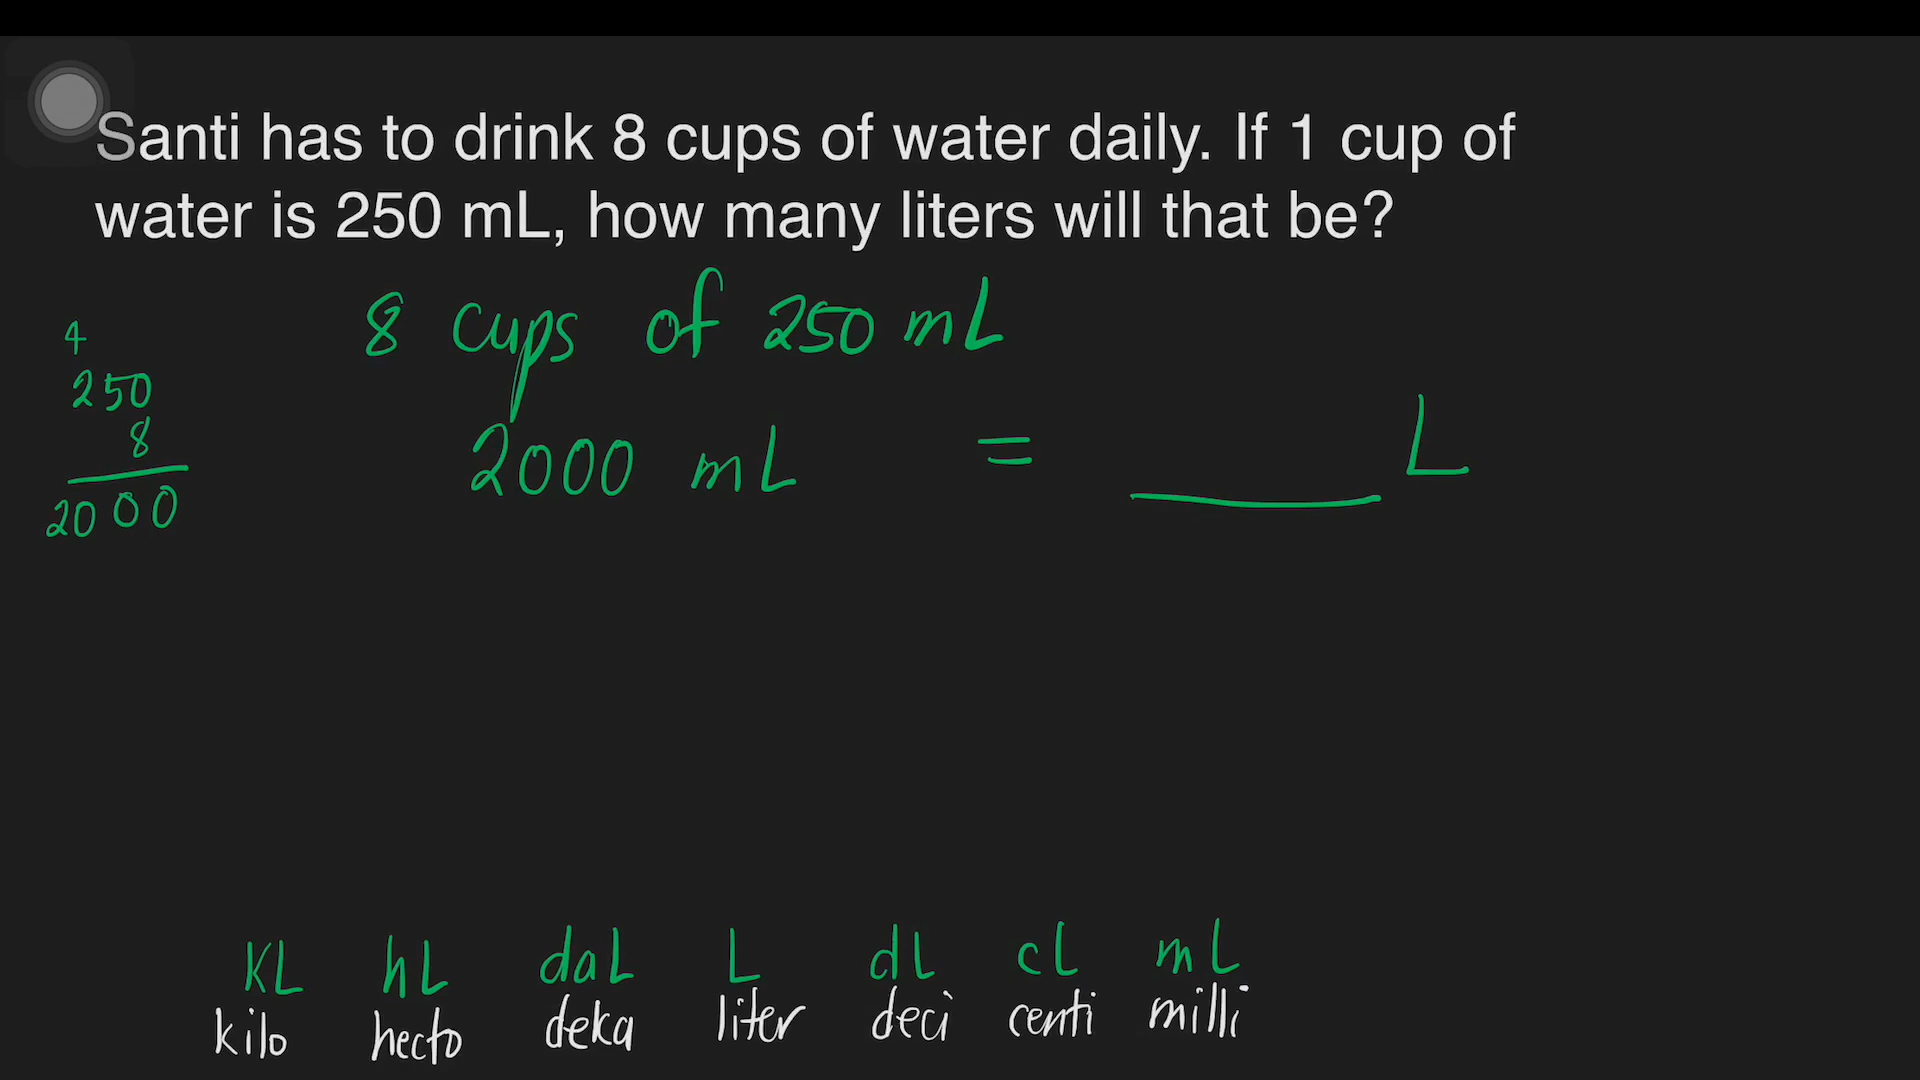 Santi has to drink 8 cups of water daily. If 1 cup of
water is 250 mL, how many liters will that be?
8 cups of 250 mL
4
250
8
2000
2000 mL = ____ L
KL hL daL L dL cL mL
kilo hecto deka liter deci centi milli